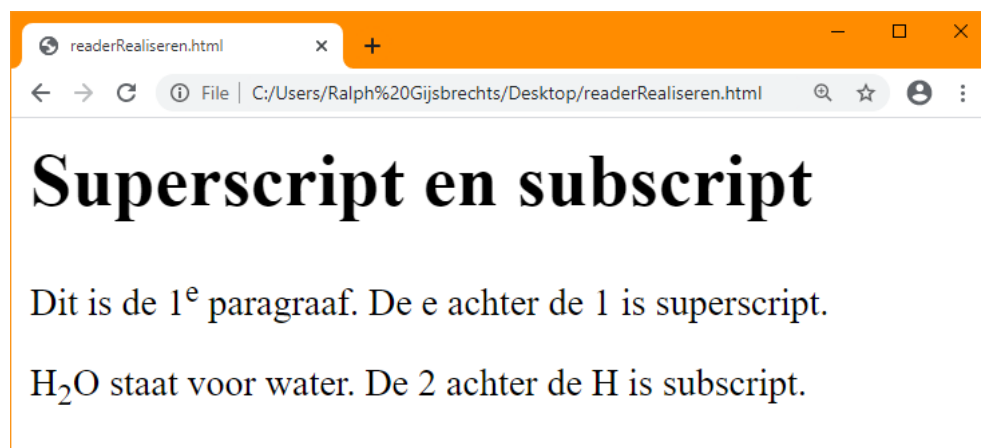 readerRealiseren.html
File | C:/Users/Ralph%20Gijsbrechts/Desktop/readerRealiseren.html
Superscript en subscript
Dit is de 1ᵉ paragraaf. De e achter de 1 is superscript.
H₂O staat voor water. De 2 achter de H is subscript.